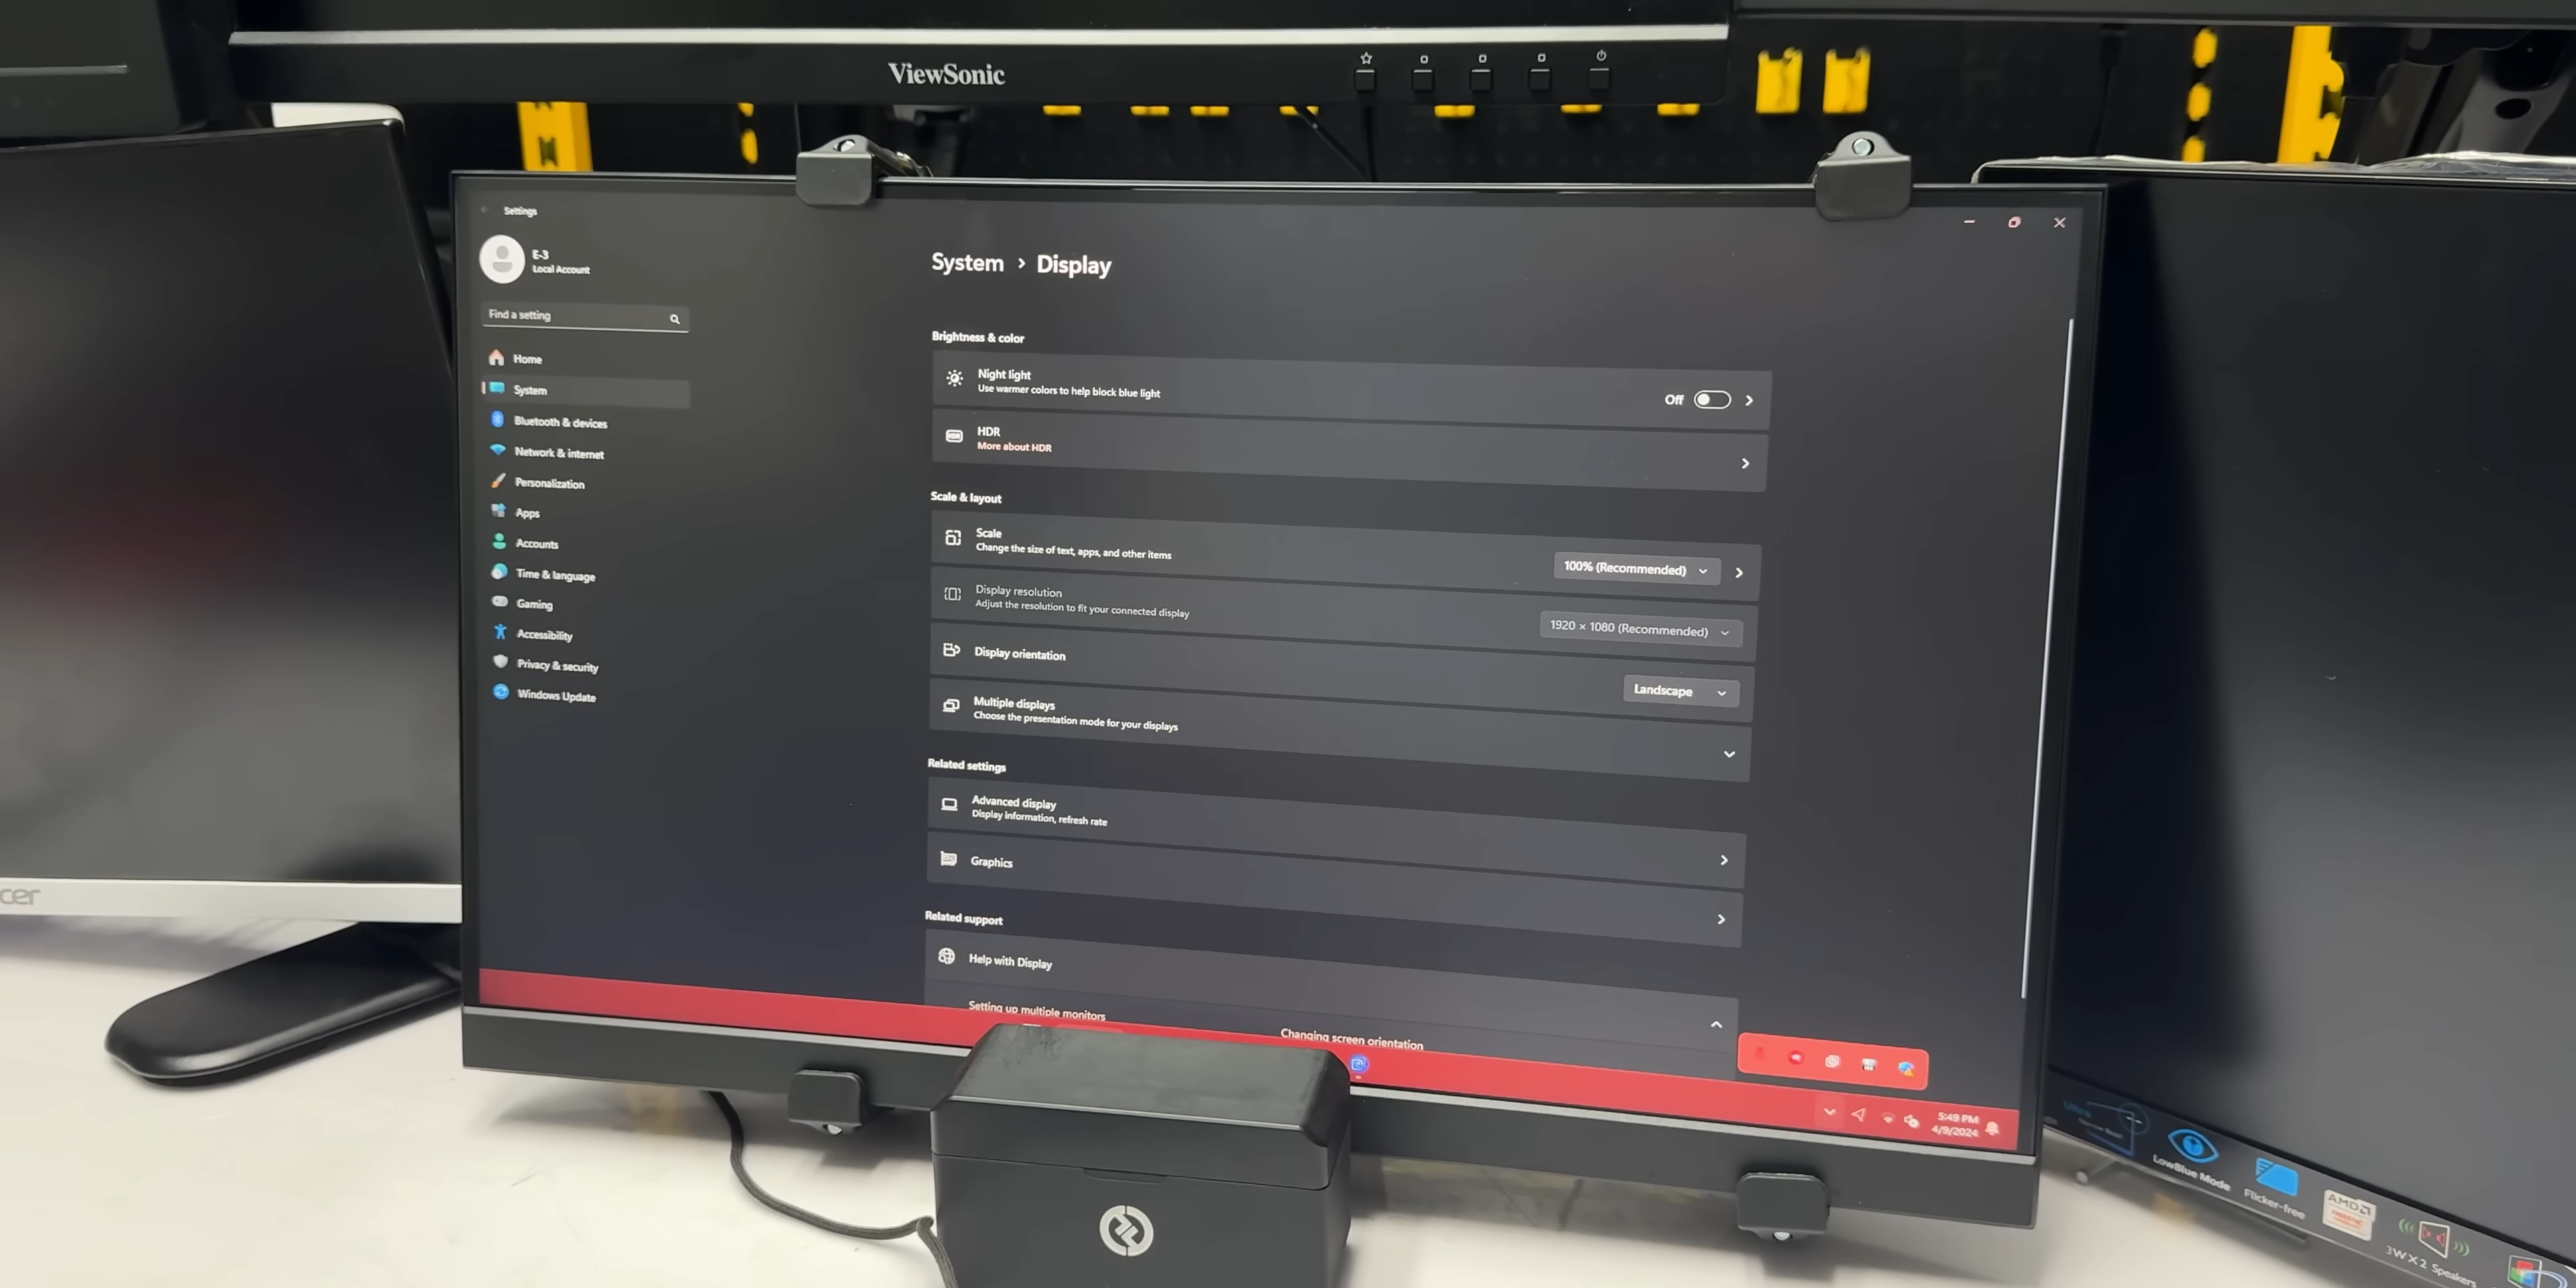 ViewSonic
Settings
E-3
Local Account
Find a setting
Home
System
Bluetooth & devices
Network & internet
Personalization
Apps
Accounts
Time & language
Gaming
Accessibility
Privacy & security
Windows Update
System > Display
Brightness & color
Night light
Use warmer colors to help block blue light
Off
HDR
More about HDR
Scale & layout
Scale
Change the size of text, apps, and other items
100% (Recommended)
Display resolution
Adjust the resolution to fit your connected display
1920 × 1080 (Recommended)
Display orientation
Landscape
Multiple displays
Choose the presentation mode for your displays
Related settings
Advanced display
Display information, refresh rate
Graphics
Related support
Help with Display
Setting up multiple monitors
Changing screen orientation
5:49 PM
4/9/2024
cer
LowBlue Mode
Flicker-free
AMD
3W X 2 Speakers